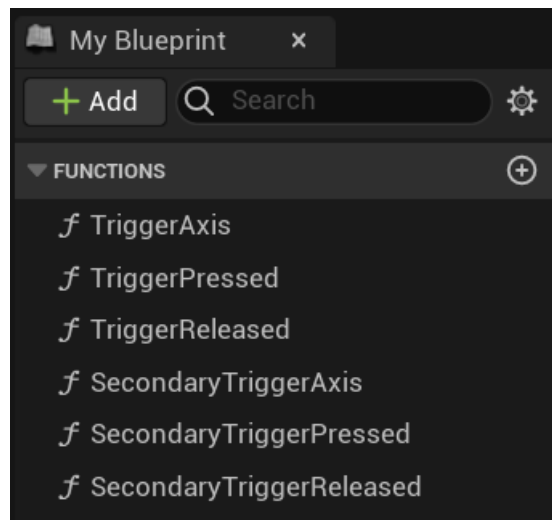 My Blueprint
Add
Search
FUNCTIONS
f TriggerAxis
f TriggerPressed
f TriggerReleased
f SecondaryTriggerAxis
f SecondaryTriggerPressed
f SecondaryTriggerReleased